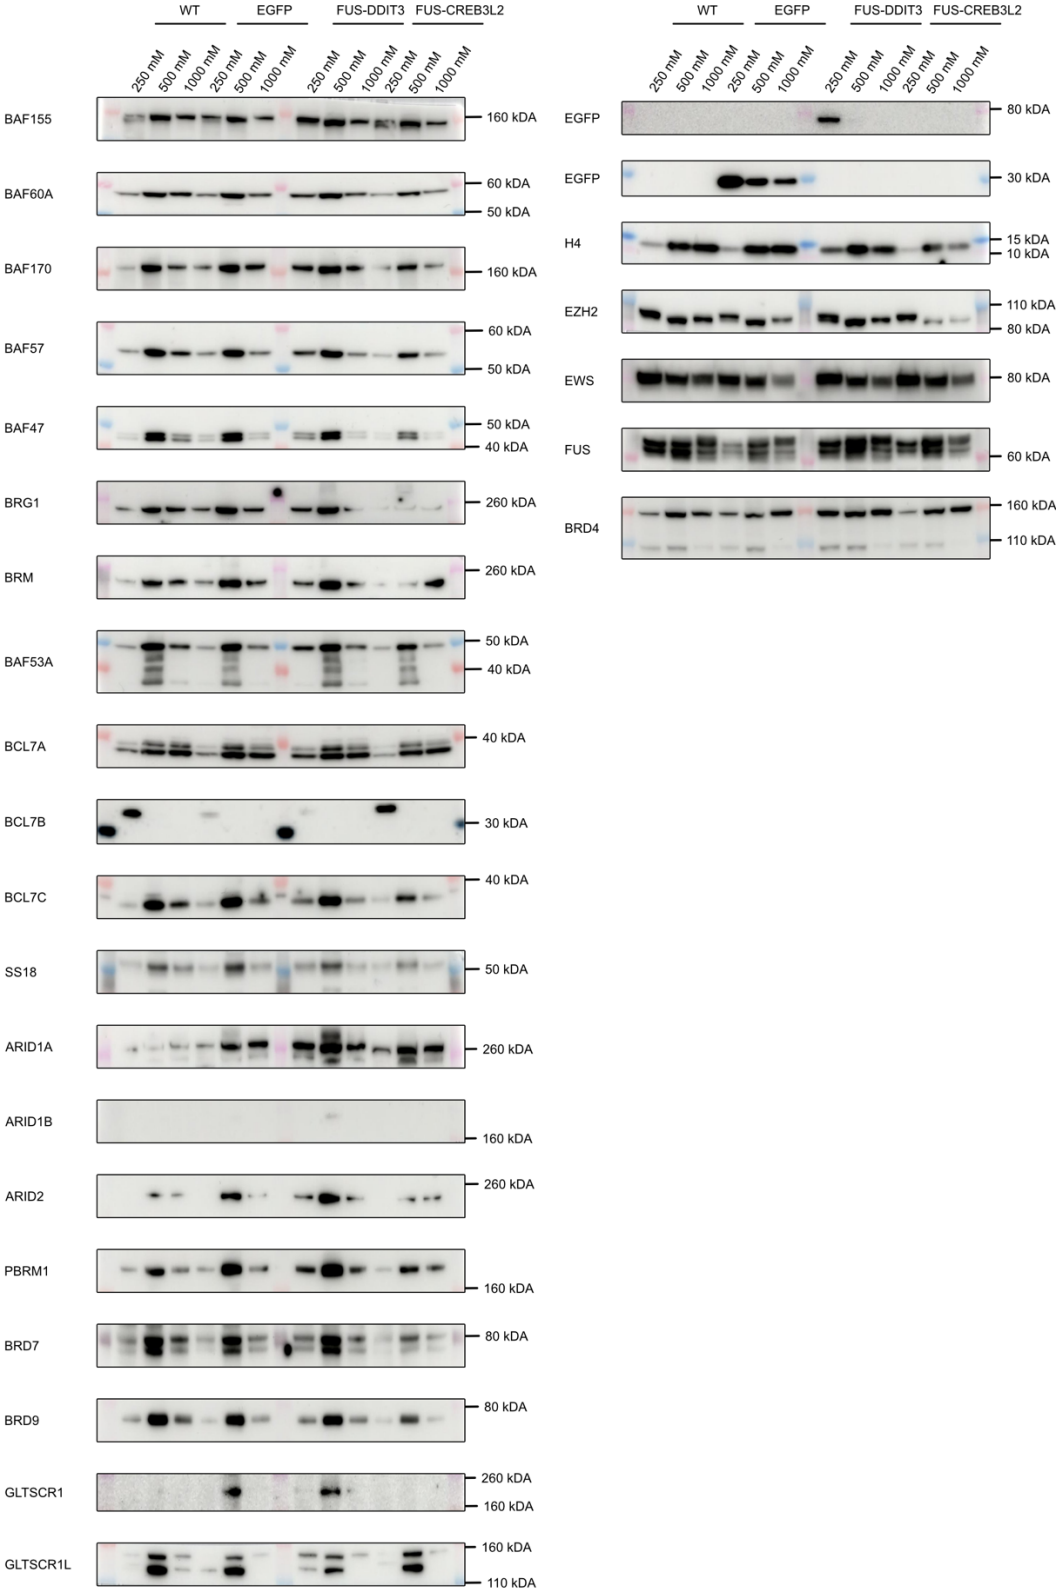 WT EGFP FUS-DDIT3 FUS-CREB3L2
250 mM 500 mM 1000 mM 250 mM 500 mM 1000 mM 250 mM 500 mM 1000 mM 250 mM 500 mM 1000 mM
BAF155 160 kDA
BAF60A 60 kDA
50 kDA
BAF170 160 kDA
BAF57 60 kDA
50 kDA
BAF47 50 kDA
40 kDA
BRG1 260 kDA
BRM 260 kDA
BAF53A 50 kDA
40 kDA
BCL7A 40 kDA
BCL7B 30 kDA
BCL7C 40 kDA
SS18 50 kDA
ARID1A 260 kDA
ARID1B 160 kDA
ARID2 260 kDA
PBRM1 160 kDA
BRD7 80 kDA
BRD9 80 kDA
GLTSCR1 260 kDA
160 kDA
GLTSCR1L 160 kDA
110 kDA
WT EGFP FUS-DDIT3 FUS-CREB3L2
250 mM 500 mM 1000 mM 250 mM 500 mM 1000 mM 250 mM 500 mM 1000 mM 250 mM 500 mM 1000 mM
EGFP 80 kDA
EGFP 30 kDA
H4 15 kDA
10 kDA
EZH2 110 kDA
80 kDA
EWS 80 kDA
FUS 60 kDA
BRD4 160 kDA
110 kDA